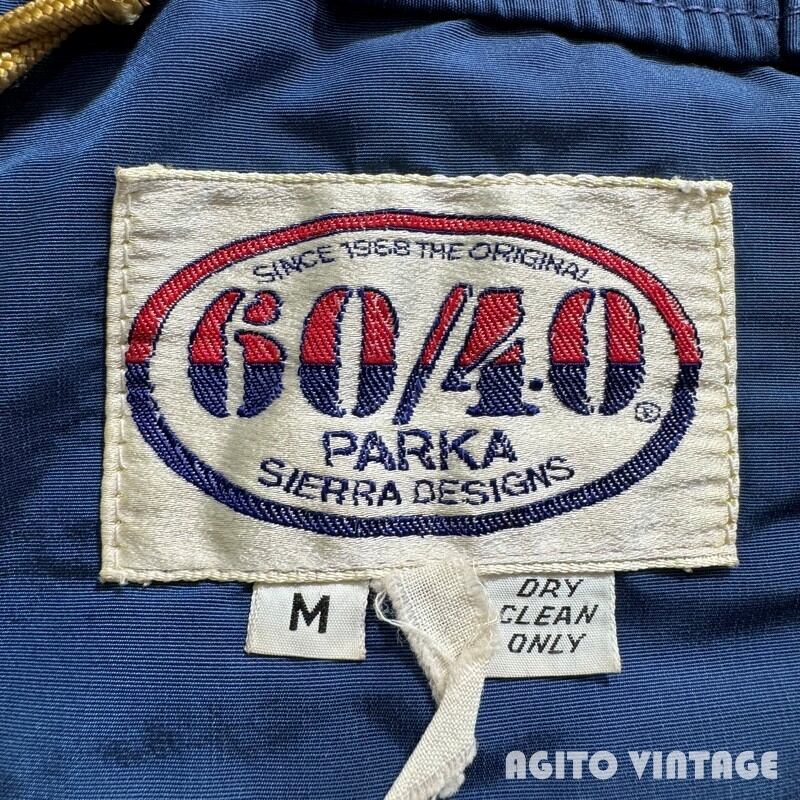 SINCE 1968 THE ORIGINAL
60/40®
PARKA
SIERRA DESIGNS
M
DRY
CLEAN
ONLY
AGITO VINTAGE